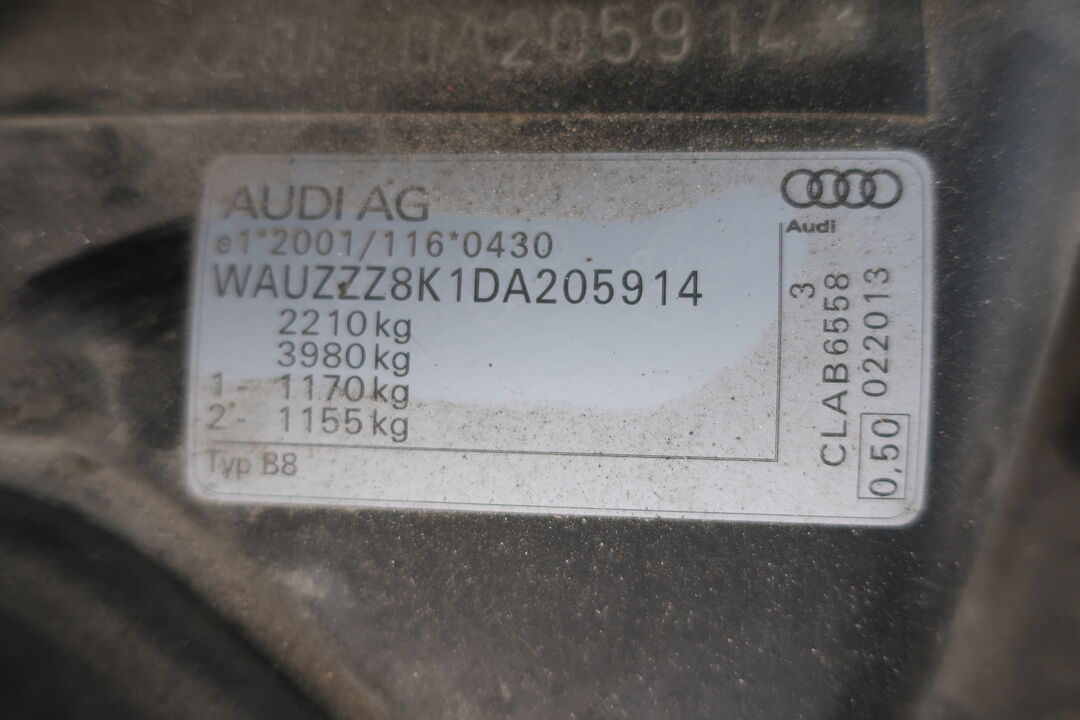 DA205914*
AUDI AG
Audi
e1*2001/116*0430
WAUZZZ8K1DA205914
2210 kg
3980 kg
1 - 1170 kg
2 - 1155 kg
Typ B8
3
CLAB6558
0,50 022013